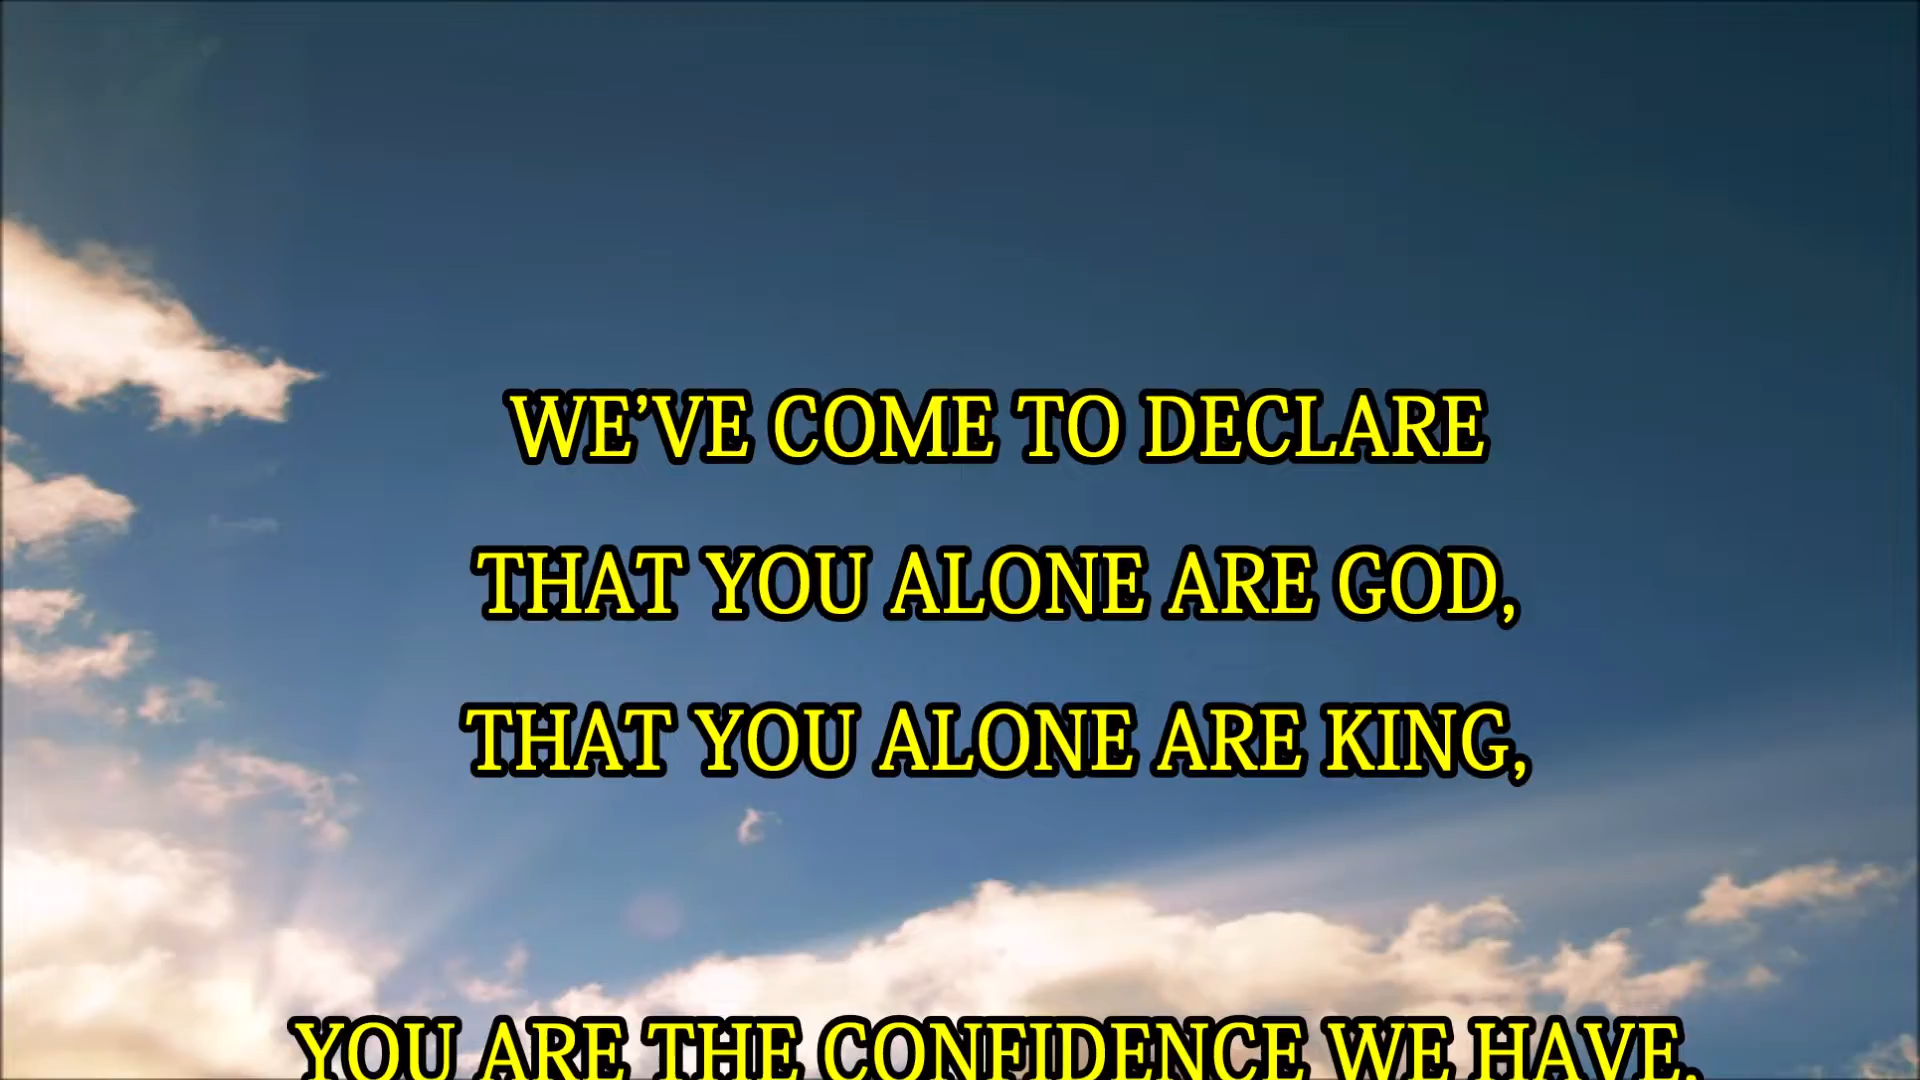 WE’VE COME TO DECLARE
THAT YOU ALONE ARE GOD,
THAT YOU ALONE ARE KING,
YOU ARE THE CONFIDENCE WE HAVE.